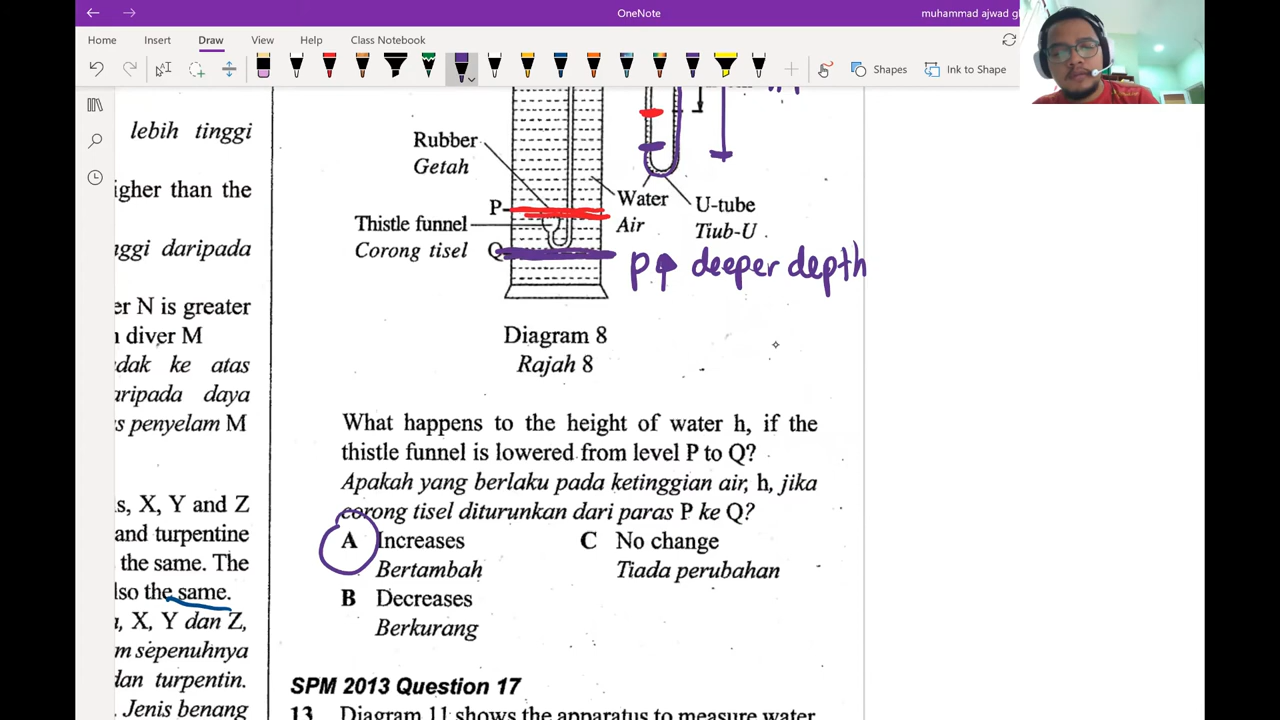 OneNote
muhammad ajwad gh
Home Insert Draw View Help Class Notebook
Shapes Ink to Shape
lebih tinggi
igher than the
nggi daripada
er N is greater
n diver M
dak ke atas
aripada daya
s penyelam M
s, X, Y and Z
and turpentine
the same. The
lso the same.
a, X, Y dan Z,
m sepenuhnya
dan turpentin.
Jenis benang
Rubber
Getah
P
Thistle funnel
Corong tisel
Q
Water
Air
U-tube
Tiub-U
P↑ deeper depth
Diagram 8
Rajah 8
What happens to the height of water h, if the
thistle funnel is lowered from level P to Q?
Apakah yang berlaku pada ketinggian air, h, jika
corong tisel diturunkan dari paras P ke Q?
A Increases C No change
Bertambah Tiada perubahan
B Decreases
Berkurang
SPM 2013 Question 17
13 Diagram 11 shows the apparatus to measure water